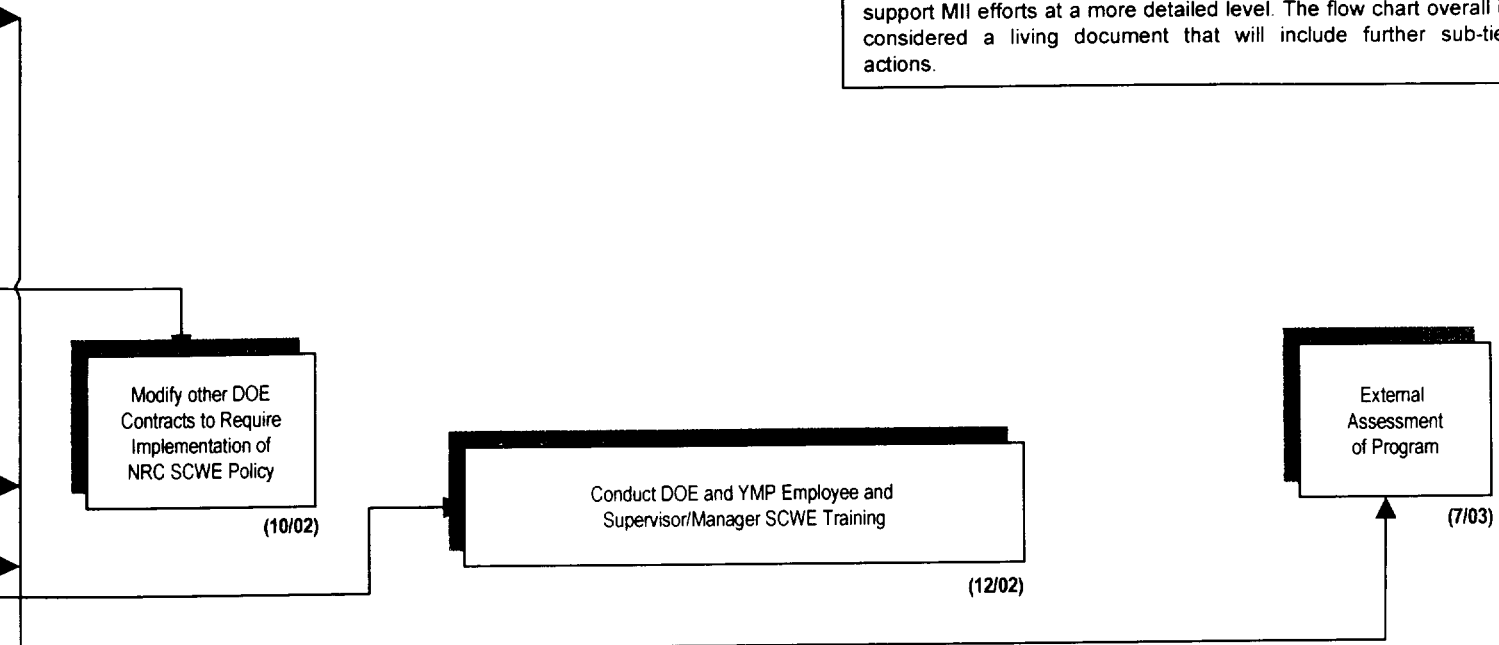 support MII efforts at a more detailed level. The flow chart overall
considered a living document that will include further
actions.
Modify other DOE
Contracts to Require
Implementation of
NRC SCWE Policy
(10/02)
Conduct DOE and YMP Employee and
Supervisor/Manager SCWE Training
(12/02)
External
Assessment
of Program
(7/03)